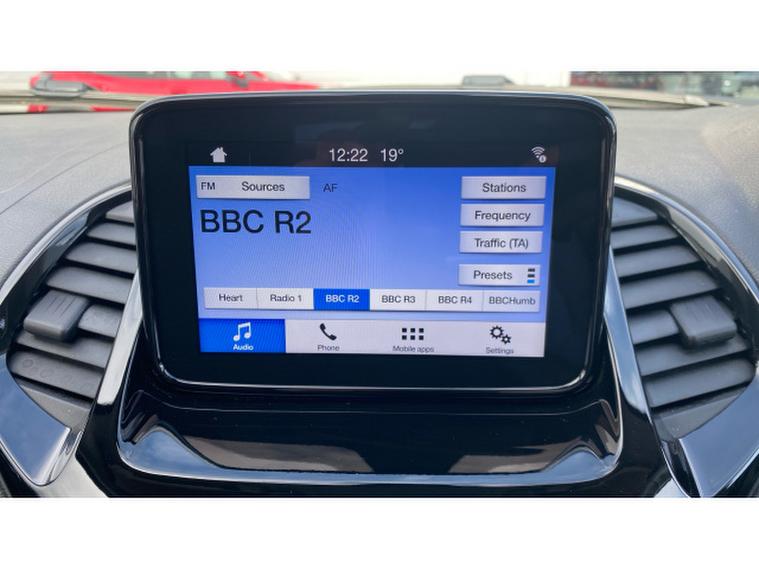 12:22 19°
FM Sources AF
Stations
BBC R2
Frequency
Traffic (TA)
Presets
Heart Radio 1 BBC R2 BBC R3 BBC R4 BBCHumb
Audio Phone Mobile apps Settings